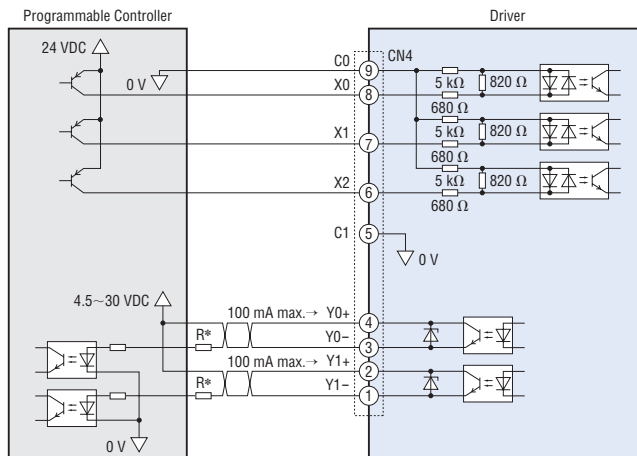 Programmable Controller
Driver
24 VDC
0 V
C0
X0
X1
X2
C1
CN4
9
8
7
6
5
5 kΩ
820 Ω
680 Ω
5 kΩ
820 Ω
680 Ω
5 kΩ
820 Ω
680 Ω
0 V
4.5~30 VDC
100 mA max.→ Y0+
4
R*
Y0−
3
100 mA max.→ Y1+
2
R*
Y1−
1
0 V